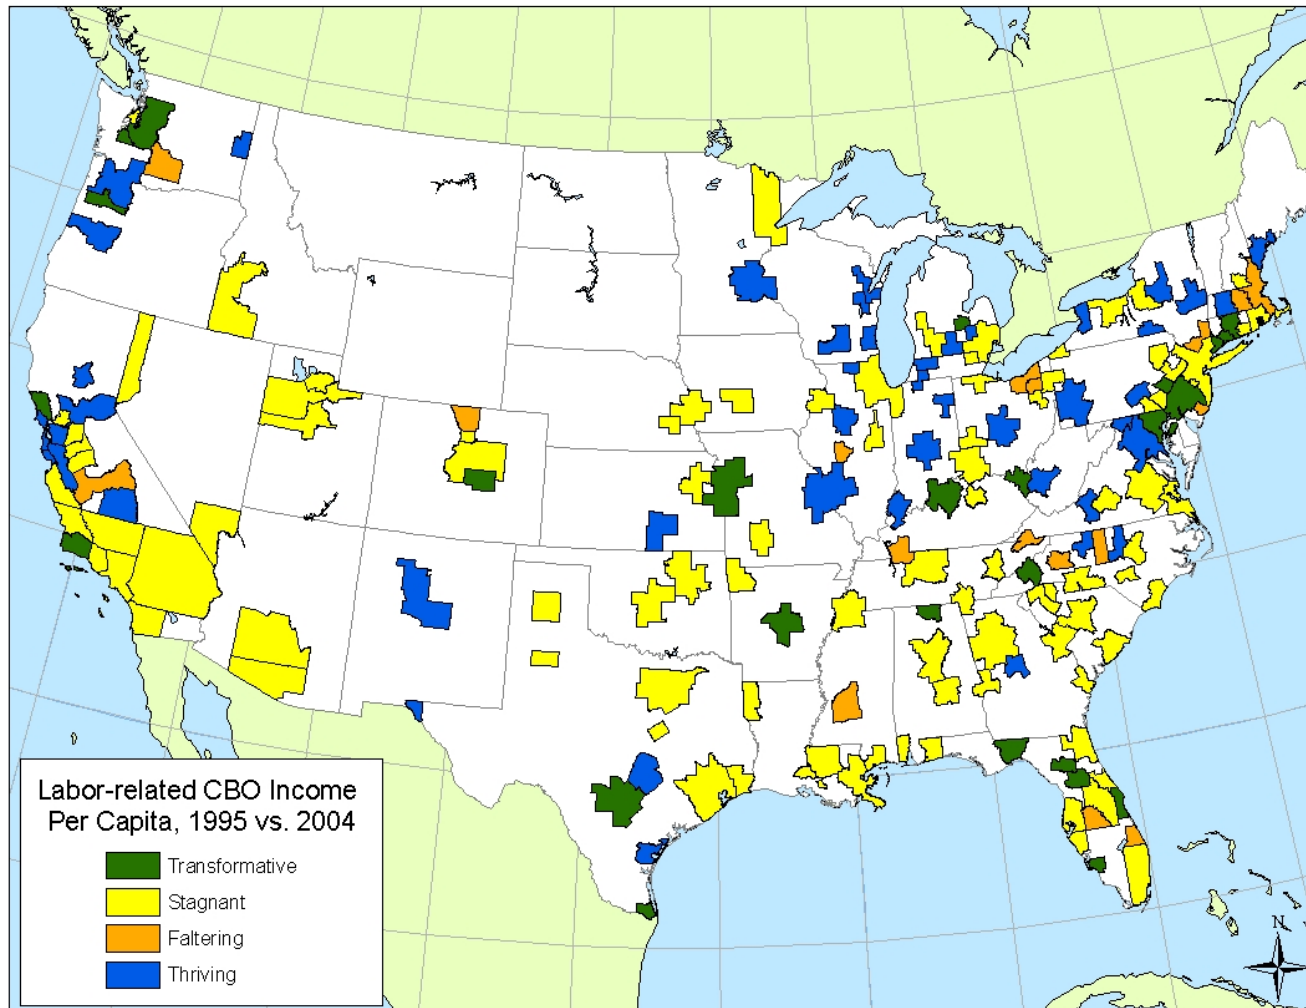 Labor-related CBO Income
Per Capita, 1995 vs. 2004
Transformative
Stagnant
Faltering
Thriving
N